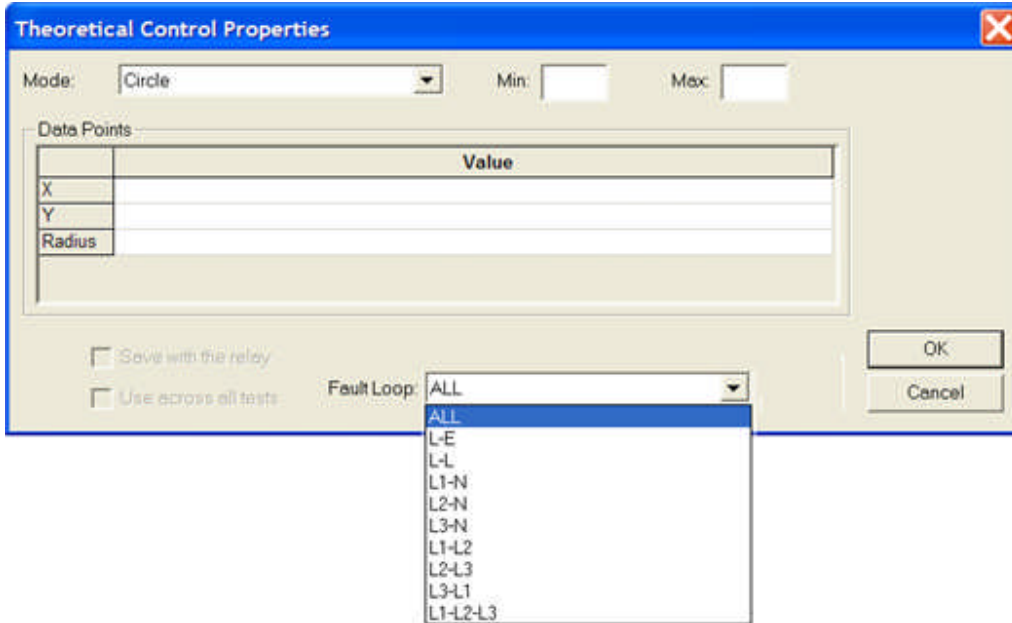 Theoretical Control Properties
Mode: Circle Min: Max:
Data Points
Value
X
Y
Radius
Save with the relay
Use across all tests
Fault Loop: ALL
OK
Cancel
ALL
L-E
L-L
L1-N
L2-N
L3-N
L1-L2
L2-L3
L3-L1
L1-L2-L3